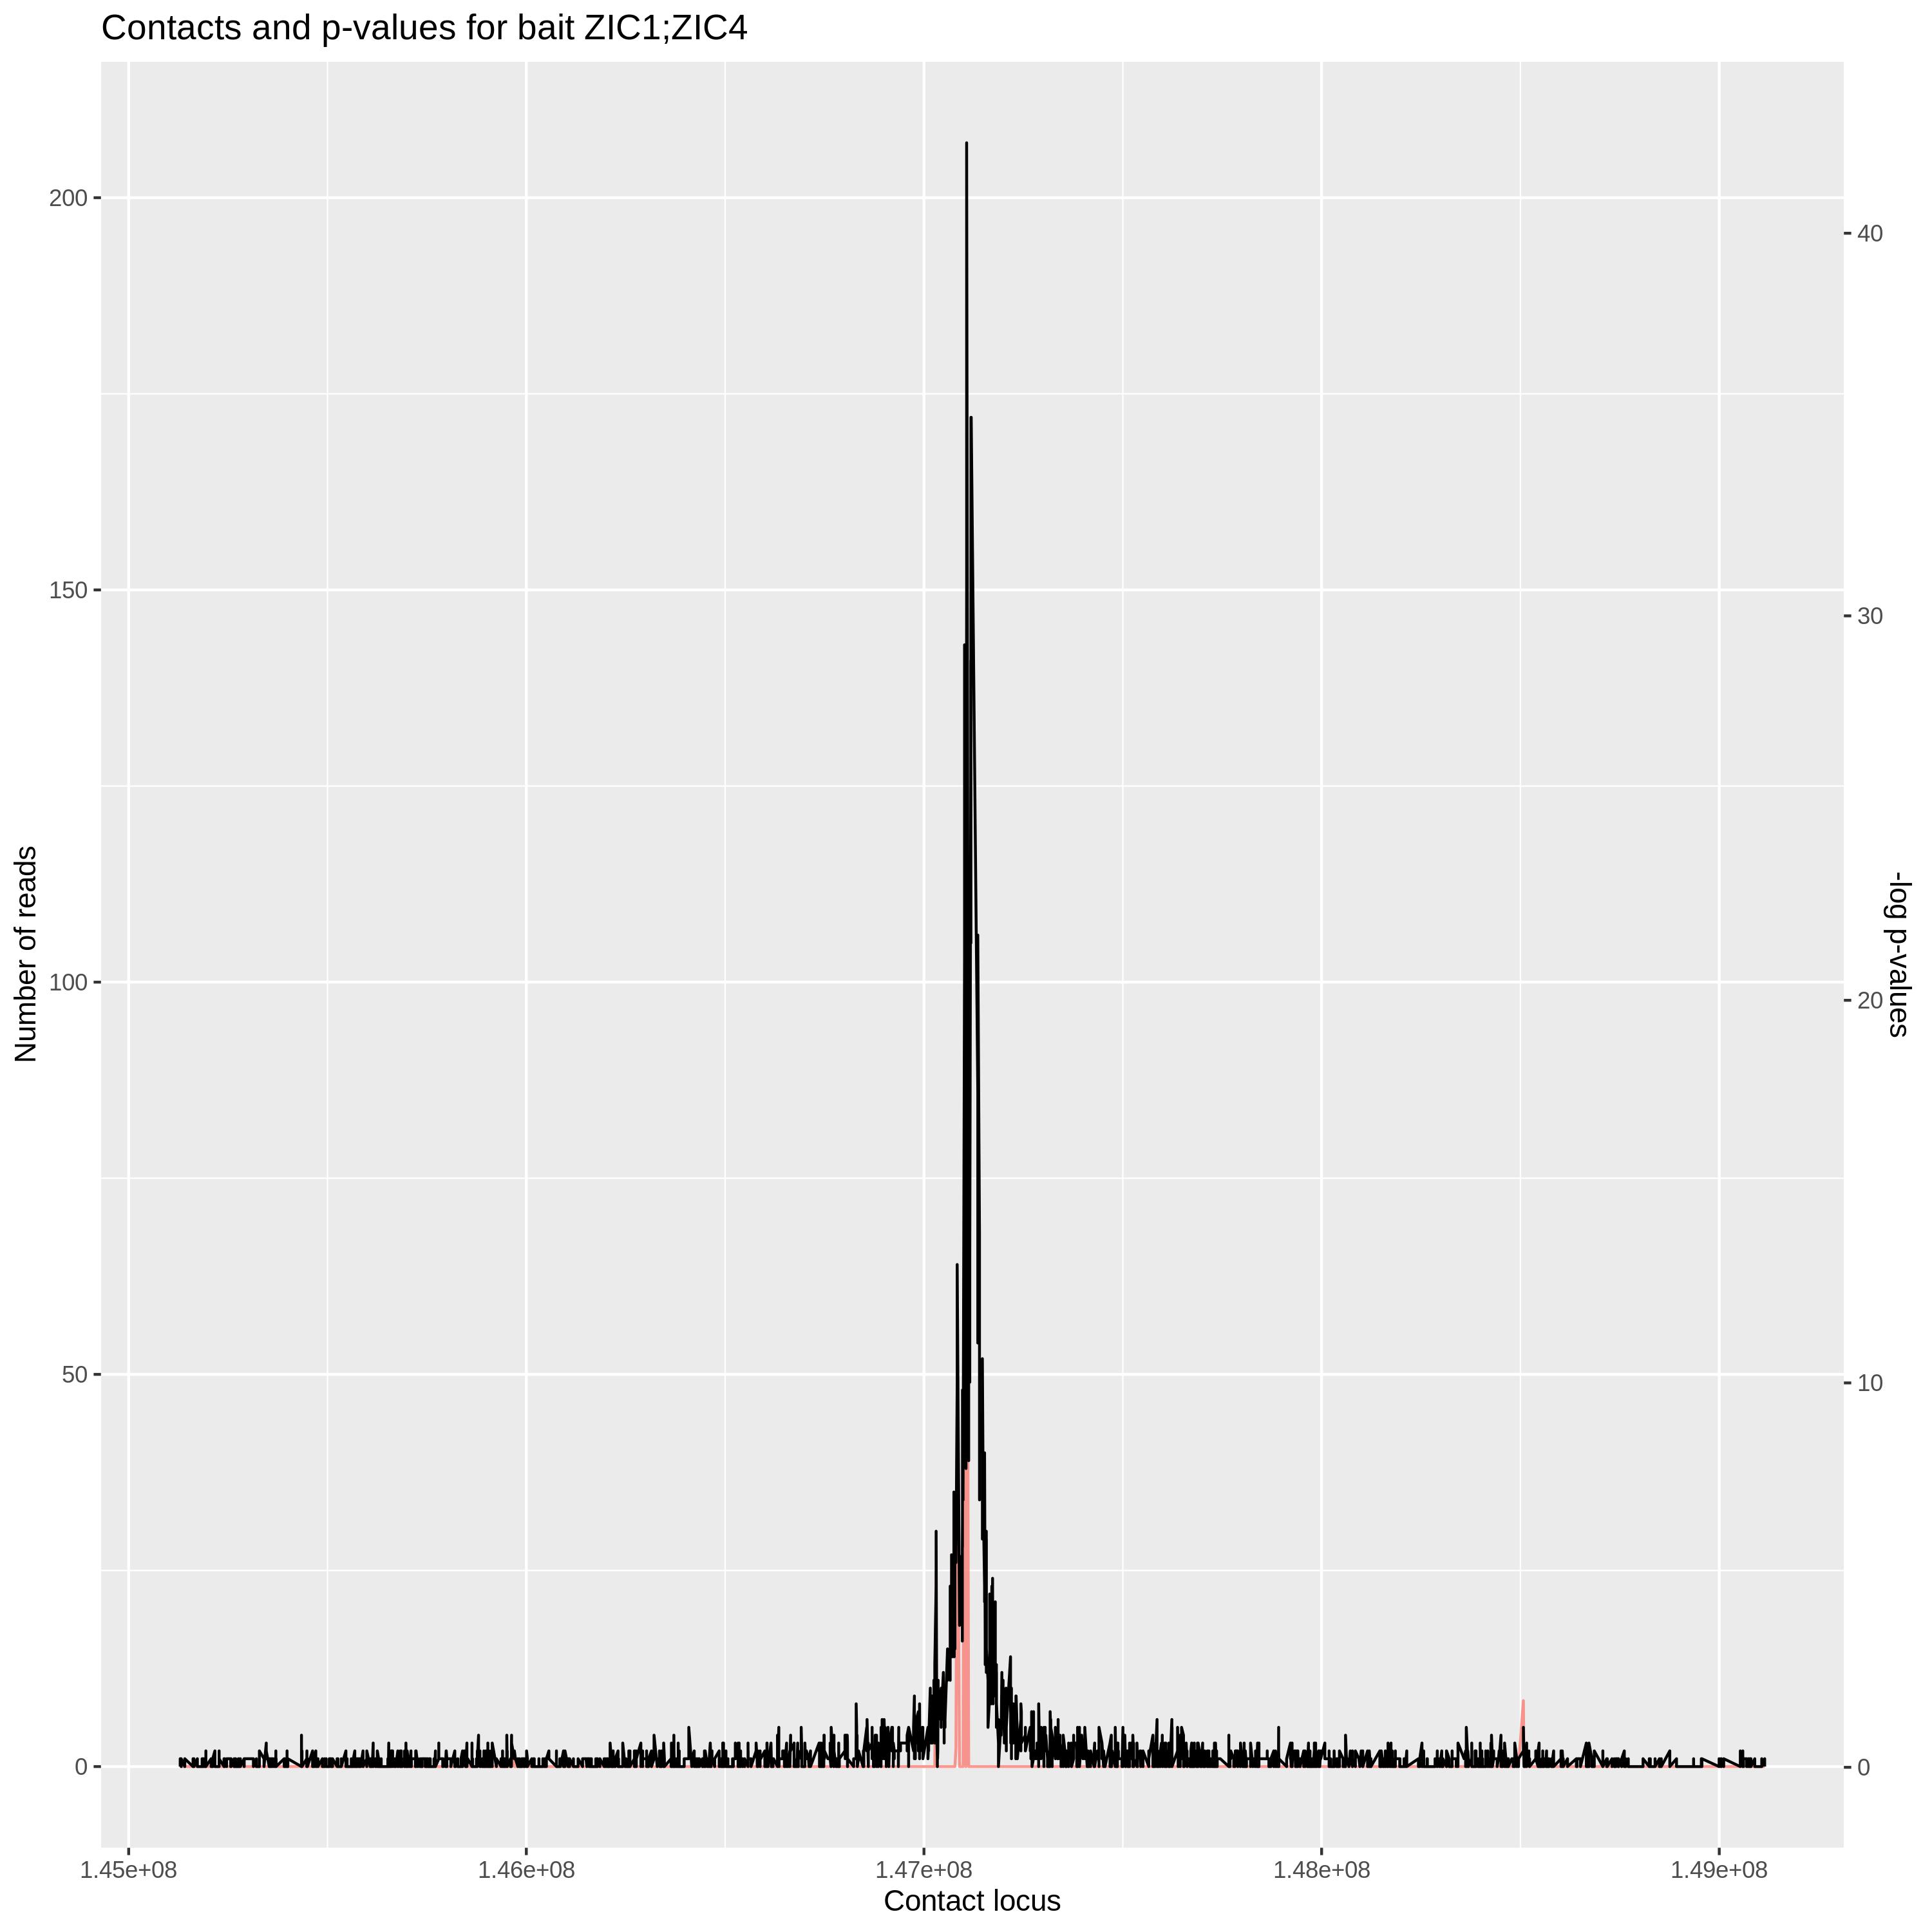 Contacts and p-values for bait ZIC1;ZIC4
200
150
100
50
0
Number of reads
40
30
20
10
0
-log p-values
1.45e+08
1.46e+08
1.47e+08
1.48e+08
1.49e+08
Contact locus